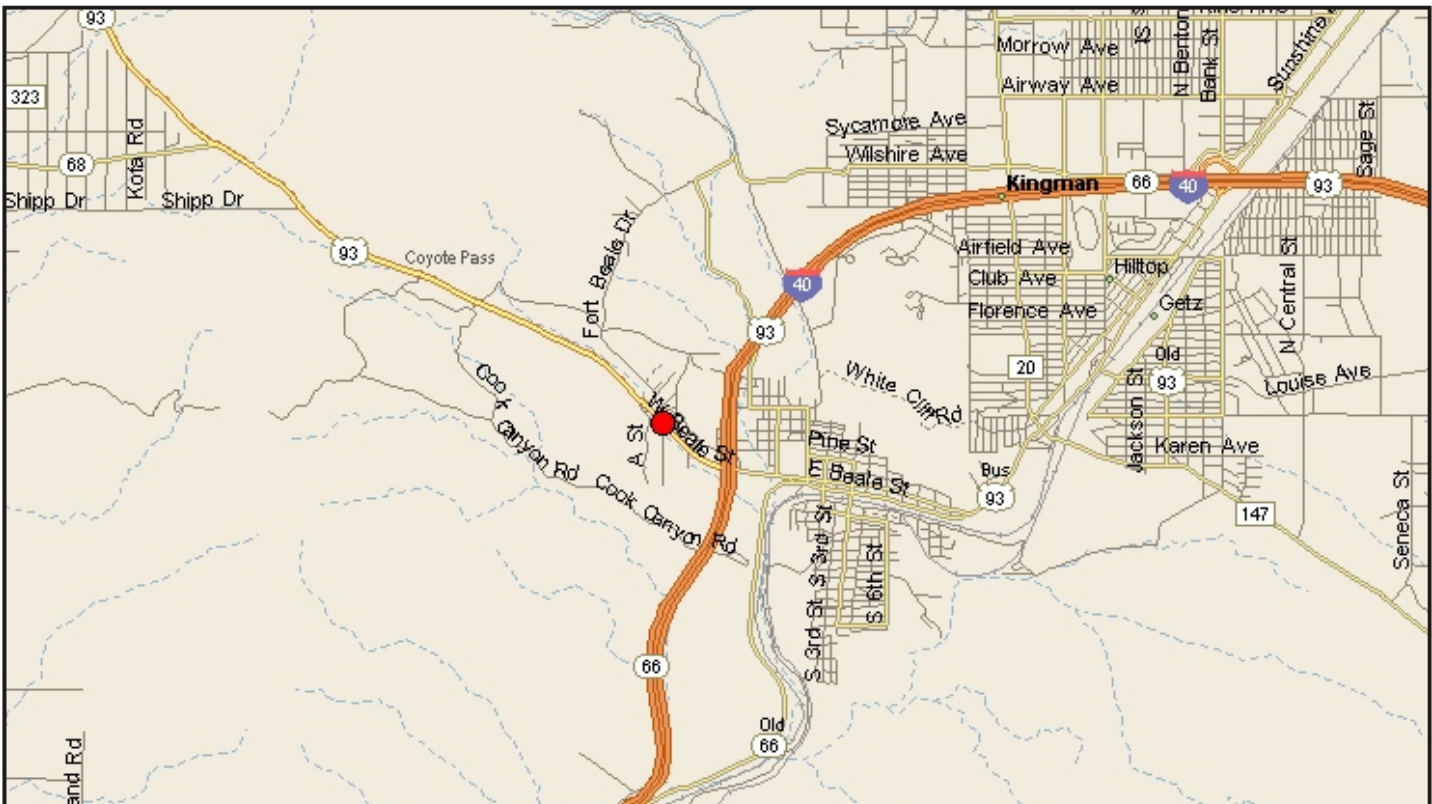 93
Morrow Ave
N Benton
Bank St
Airway Ave
323
Kofa Rd
Sycamore Ave
Sage St
Wilshire Ave
68
Kingman
66
40
93
Shipp Dr
Shipp Dr
Fort Beale Dr
93
Coyote Pass
Airfield Ave
Hilltop
Club Ave
40
Florence Ave
Getz
N Central St
93
Old
93
20
Louise Ave
White Cliff Rd
Cook Canyon Rd
W Beale St
A St
Pine St
Jackson St
Karen Ave
E Beale St
Bus
93
Cook Canyon Rd
147
Seneca St
S 3rd St
S 6th St
S 3rd St
66
Old
66
and Rd